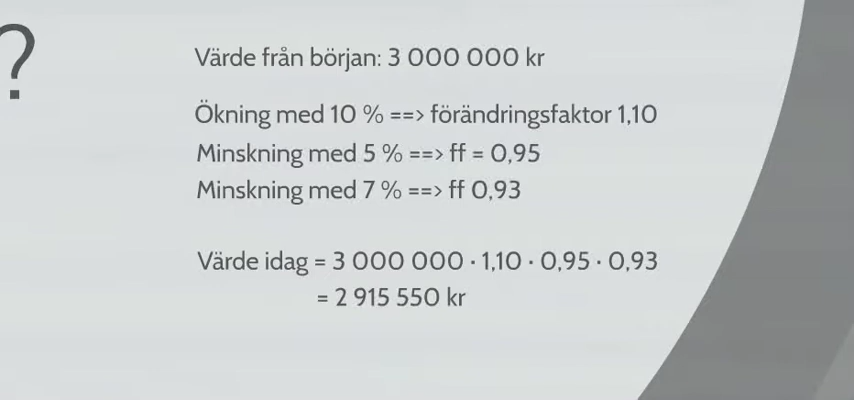 ?
Värde från början: 3 000 000 kr
Ökning med 10 % ==> förändringsfaktor 1,10
Minskning med 5 % ==> ff = 0,95
Minskning med 7 % ==> ff 0,93
Värde idag = 3 000 000 · 1,10 · 0,95 · 0,93
= 2 915 550 kr